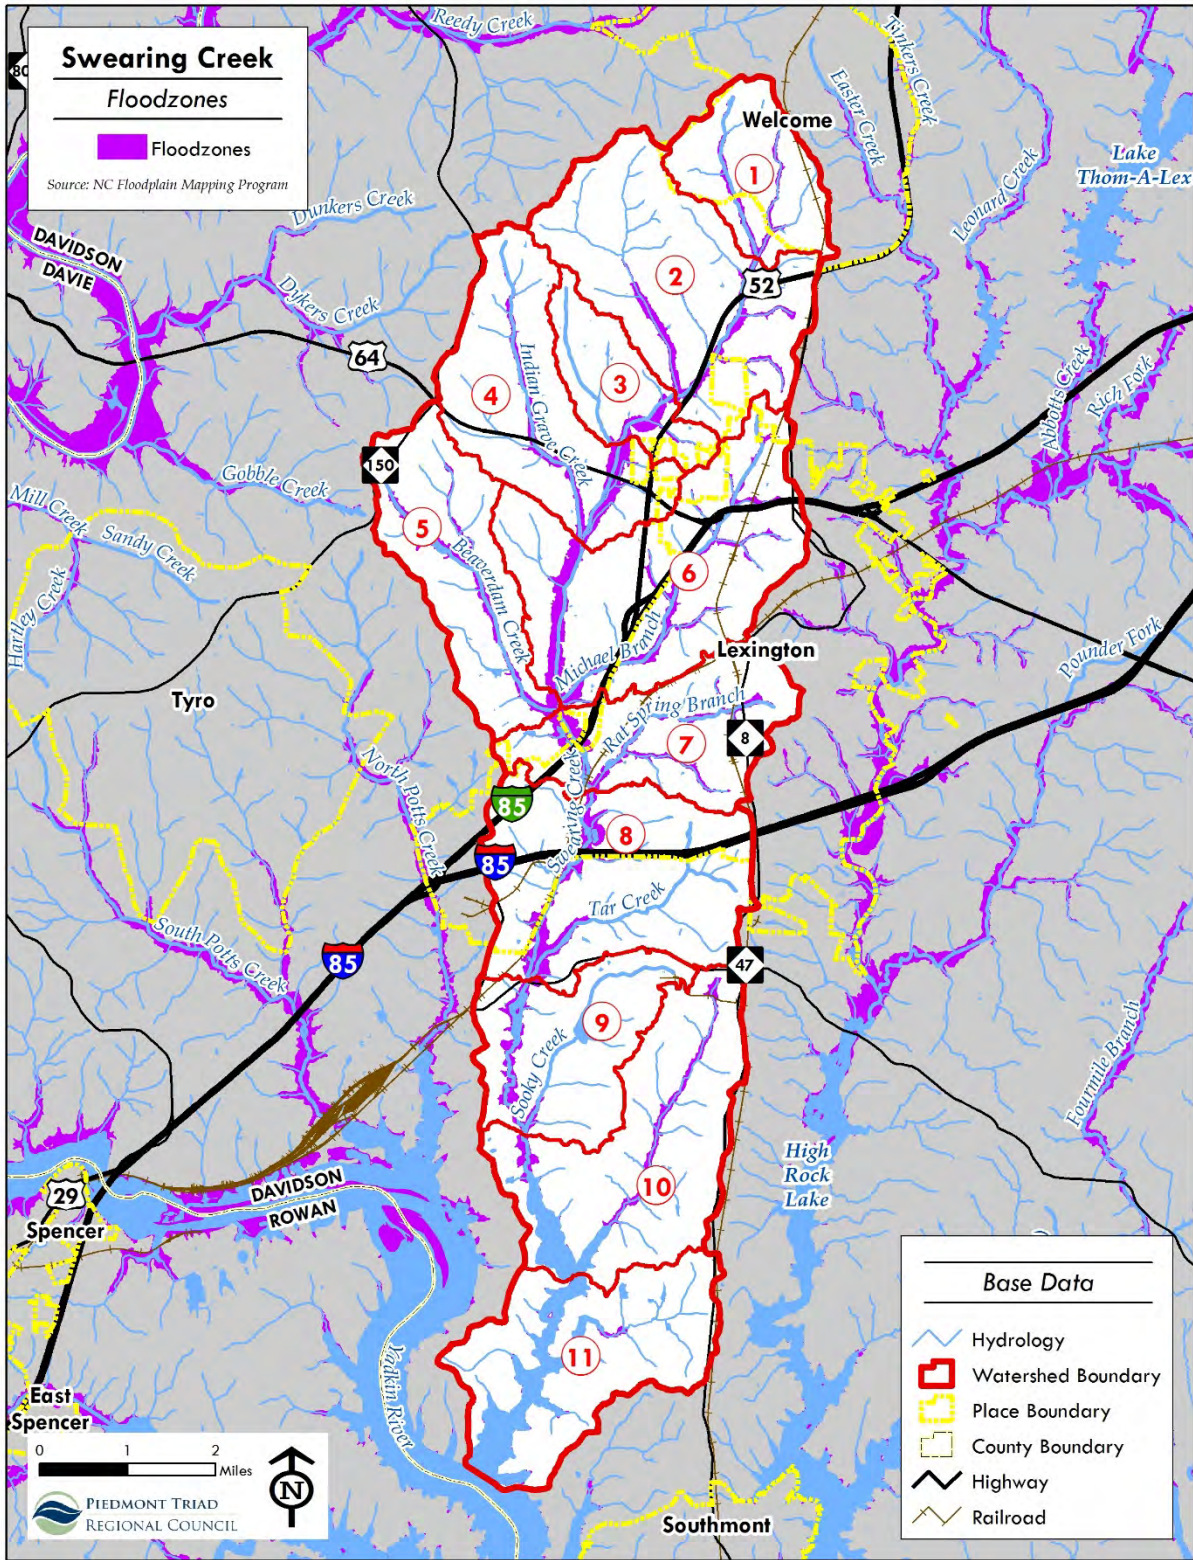 Swearing Creek
Floodzones
Floodzones
Source: NC Floodplain Mapping Program
80
Reedy Creek
Tinkers Creek
Easter Creek
Welcome
Lake
Thom-A-Lex
Leonard Creek
1
Dunkers Creek
DAVIDSON
DAVIE
2
52
Dykers Creek
64
Indian Grave Creek
3
4
Abbotts Creek
Rich Fork
150
Gobble Creek
Mill Creek
Sandy Creek
5
Beaverdam Creek
6
Hartley Creek
Michael Branch
Lexington
Pounder Fork
Tyro
Rat Spring Branch
7
8
North Potts Creek
Swearing Creek
85
8
85
Tar Creek
South Potts Creek
85
47
9
Sooky Creek
Fourmile Branch
High
Rock
Lake
DAVIDSON
ROWAN
29
Spencer
10
11
Yadkin River
East
Spencer
Base Data
Hydrology
Watershed Boundary
Place Boundary
County Boundary
Highway
Railroad
0 1 2
Miles
N
PIEDMONT TRIAD
REGIONAL COUNCIL
Southmont